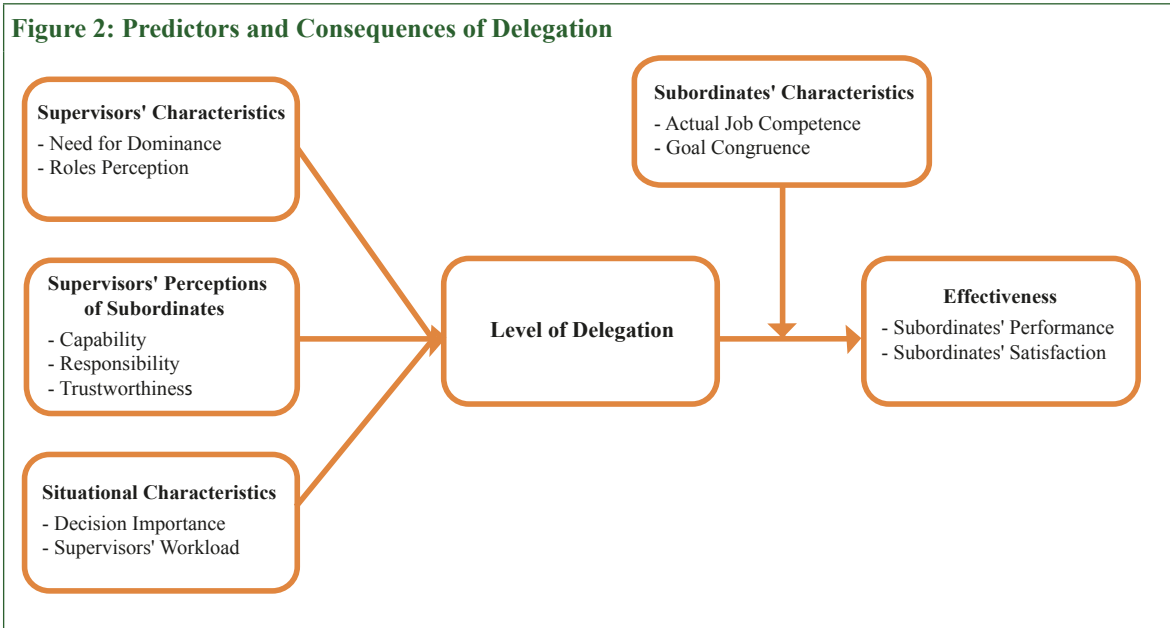 Figure 2: Predictors and Consequences of Delegation
Supervisors' Characteristics
- Need for Dominance
- Roles Perception
Supervisors' Perceptions
of Subordinates
- Capability
- Responsibility
- Trustworthiness
Situational Characteristics
- Decision Importance
- Supervisors' Workload
Level of Delegation
Subordinates' Characteristics
- Actual Job Competence
- Goal Congruence
Effectiveness
- Subordinates' Performance
- Subordinates' Satisfaction